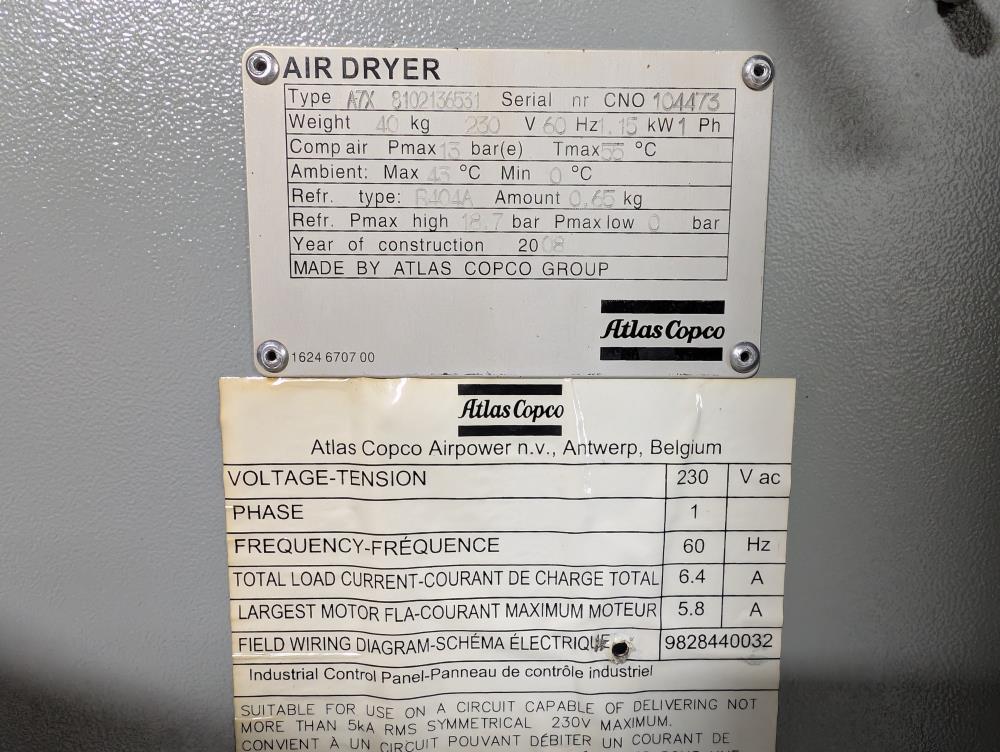 AIR DRYER
Type A7X 8102136531 Serial nr CNO 104473
Weight 40 kg 230 V 60 Hz 1.15 kW 1 Ph
Comp air Pmax 13 bar(e) Tmax 55 °C
Ambient: Max 43 °C Min 0 °C
Refr. type: R404A Amount 0.65 kg
Refr. Pmax high 18.7 bar Pmax low 0 bar
Year of construction 2008
MADE BY ATLAS COPCO GROUP
Atlas Copco
1624 6707 00
Atlas Copco
Atlas Copco Airpower n.v., Antwerp, Belgium
VOLTAGE-TENSION 230 V ac
PHASE 1
FREQUENCY-FRÉQUENCE 60 Hz
TOTAL LOAD CURRENT-COURANT DE CHARGE TOTAL 6.4 A
LARGEST MOTOR FLA-COURANT MAXIMUM MOTEUR 5.8 A
FIELD WIRING DIAGRAM-SCHÉMA ÉLECTRIQUE 9828440032
Industrial Control Panel-Panneau de contrôle industriel
SUITABLE FOR USE ON A CIRCUIT CAPABLE OF DELIVERING NOT
MORE THAN 5kA RMS SYMMETRICAL 230V MAXIMUM.
CONVIENT À UN CIRCUIT POUVANT DÉBITER UN COURANT DE